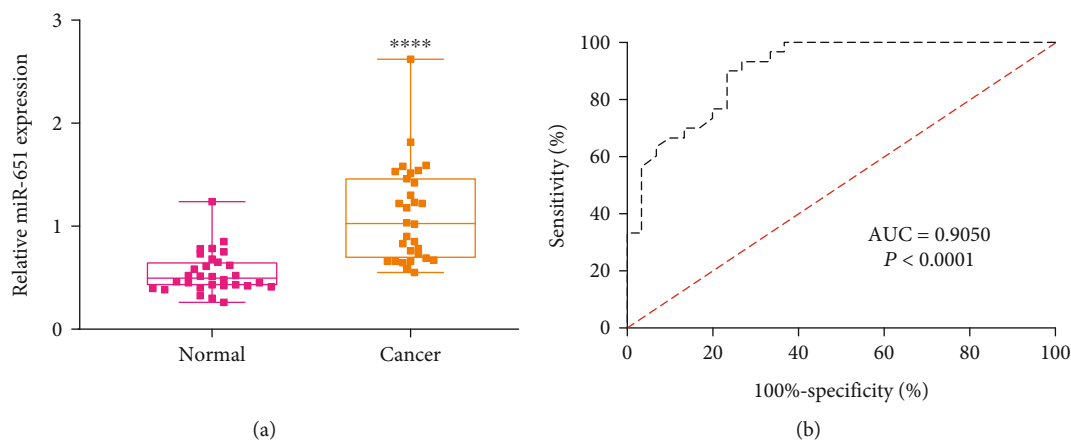 3
2
1
0
Relative miR-651 expression
****
Normal
Cancer
(a)
100
80
60
40
20
0
Sensitivity (%)
AUC = 0.9050
P < 0.0001
0 20 40 60 80 100
100%-specificity (%)
(b)